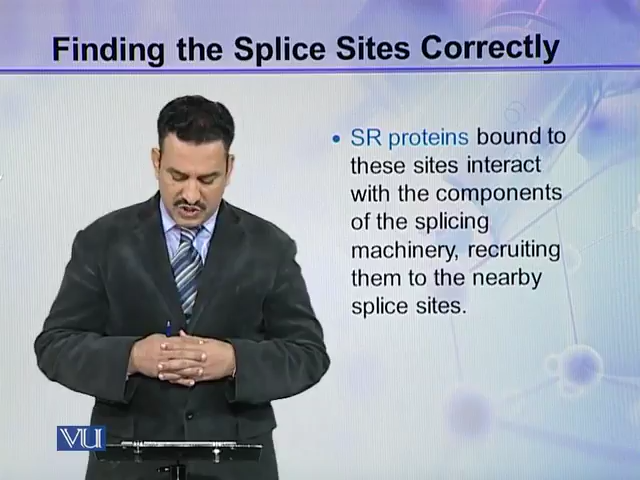 Finding the Splice Sites Correctly
• SR proteins bound to
these sites interact
with the components
of the splicing
machinery, recruiting
them to the nearby
splice sites.
VU